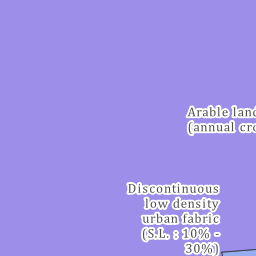 Arable land
(annual cro
Discontinuous
low density
urban fabric
(S.L. : 10% -
30%)